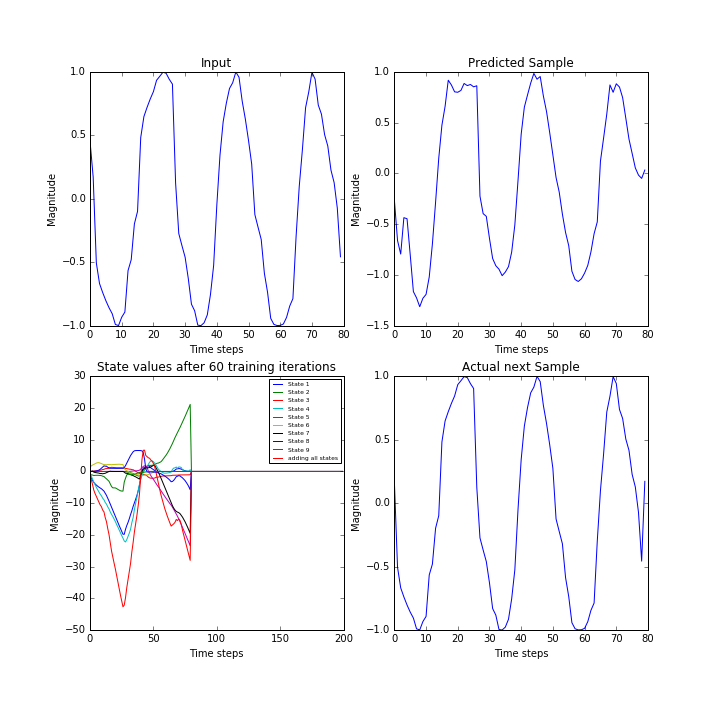 Input
Magnitude
1.0
0.5
0.0
−0.5
−1.0
0 10 20 30 40 50 60 70 80
Time steps
Predicted Sample
Magnitude
1.0
0.5
0.0
−0.5
−1.0
−1.5
0 10 20 30 40 50 60 70 80
Time steps
State values after 60 training iterations
Magnitude
30
20
10
0
−10
−20
−30
−40
−50
0 50 100 150 200
Time steps
State 1
State 2
State 3
State 4
State 5
State 6
State 7
State 8
State 9
adding all states
Actual next Sample
Magnitude
1.0
0.5
0.0
−0.5
−1.0
0 10 20 30 40 50 60 70 80
Time steps